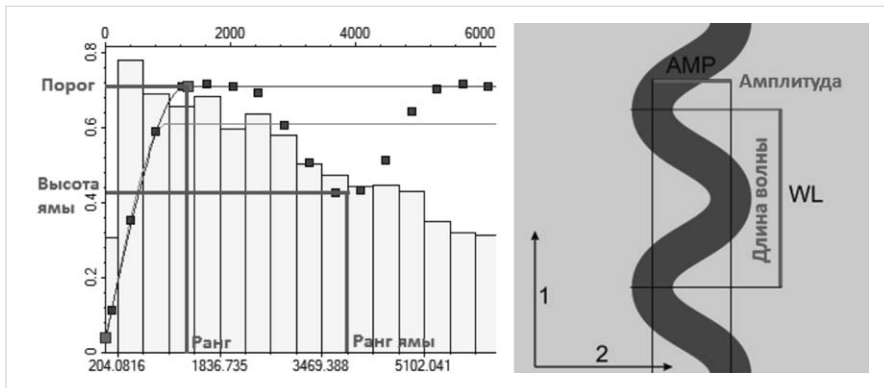 0 2000 4000 6000
0.8
Порог
0.6
Высота
ямы
0.4
0.2
0
Ранг
Ранг ямы
204.0816 1836.735 3469.388 5102.041
AMP
Амплитуда
Длина волны
WL
1
2